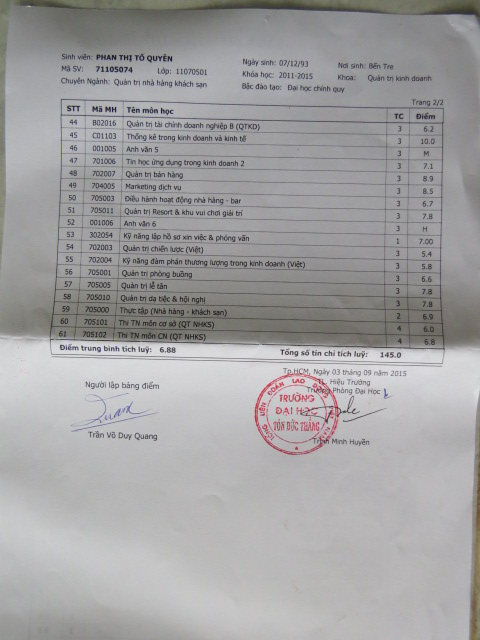 Sinh viên: PHAN THỊ TỐ QUYÊN Ngày sinh: 07/12/93 Nơi sinh: Bến Tre
Mã SV: 71105074 Lớp: 11070501 Khóa học: 2011-2015 Khoa: Quản trị kinh doanh
Chuyên Ngành: Quản trị nhà hàng khách sạn Bậc đào tạo: Đại học chính quy
Trang 2/2
STT Mã MH Tên môn học TC Điểm
44 B02016 Quản trị tài chính doanh nghiệp B (QTKD) 3 6.2
45 C01103 Thống kê trong kinh doanh và kinh tế 3 10.0
46 001005 Anh văn 5 3 M
47 701006 Tin học ứng dụng trong kinh doanh 2 3 7.1
48 702007 Quản trị bán hàng 3 8.9
49 704005 Marketing dịch vụ 3 8.5
50 705003 Điều hành hoạt động nhà hàng - bar 3 6.7
51 705011 Quản trị Resort & khu vui chơi giải trí 3 7.8
52 001006 Anh văn 6 3 H
53 302054 Kỹ năng lập hồ sơ xin việc & phỏng vấn 1 7.00
54 702003 Quản trị chiến lược (Việt) 3 5.4
55 702004 Kỹ năng đàm phán thương lượng trong kinh doanh (Việt) 3 5.8
56 705001 Quản trị phòng buồng 3 6.6
57 705005 Quản trị lễ tân 3 7.8
58 705010 Quản trị dạ tiệc & hội nghị 3 7.8
59 705000 Thực tập (Nhà hàng - khách sạn) 2 6.9
60 705101 Thi TN môn cơ sở (QT NHKS) 4 6.0
61 705102 Thi TN môn CN (QT NHKS) 4 6.8
Điểm trung bình tích luỹ: 6.88 Tổng số tin chỉ tích luỹ: 145.0
Tp.HCM, Ngày 03 tháng 09 năm 2015
TL. Hiệu Trưởng
Người lập bảng điểm Trưởng Phòng Đại Học
TRƯỜNG
ĐẠI HỌC
TÔN ĐỨC THẮNG
Trần Võ Duy Quang Trịnh Minh Huyền